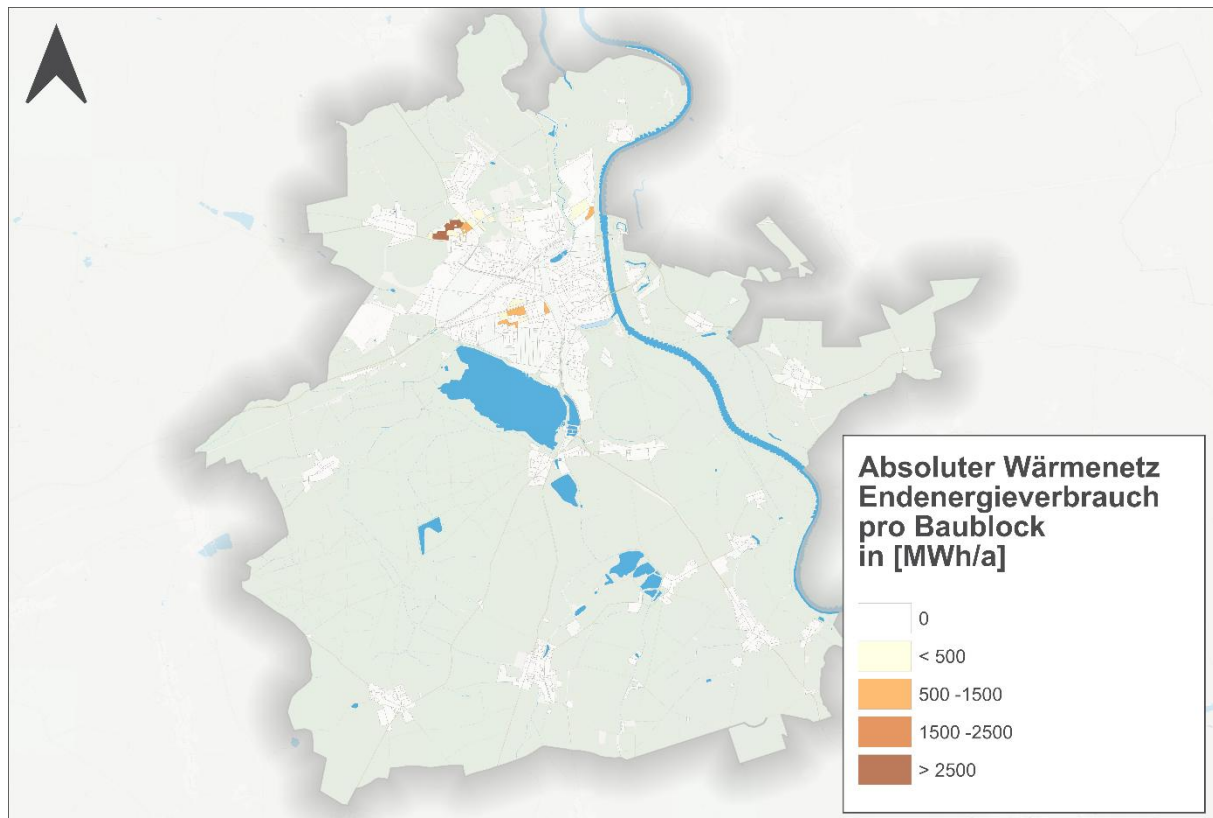 Absoluter Wärmenetz
Endenergieverbrauch
pro Baublock
in [MWh/a]
0
< 500
500 -1500
1500 -2500
> 2500